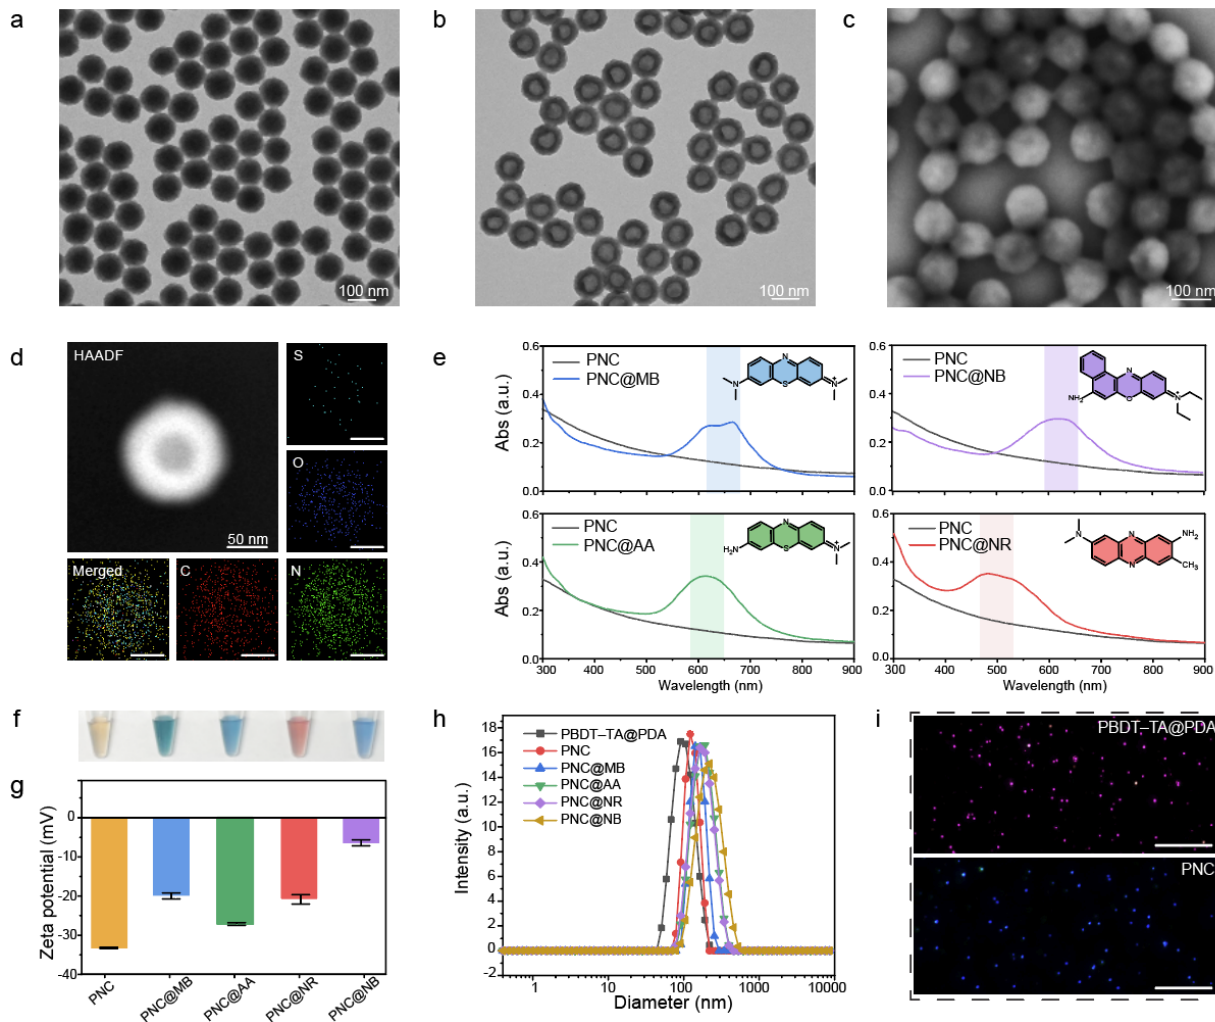 a
b
c
100 nm
100 nm
100 nm
d
HAADF
S
O
50 nm
Merged
C
N
e
Abs (a.u.)
0.6
0.4
0.2
0.0
PNC
PNC@MB
N
S
N
N+
0.6
0.4
0.2
0.0
PNC
PNC@NB
N
O
NH2
N+
Abs (a.u.)
0.6
0.4
0.2
0.0
PNC
PNC@AA
N
S
NH2
N+
300 400 500 600 700 800 900
Wavelength (nm)
0.6
0.4
0.2
0.0
PNC
PNC@NR
N
N
N
NH2
CH3
300 400 500 600 700 800 900
Wavelength (nm)
f
g
Zeta potential (mV)
0
-10
-20
-30
-40
PNC
PNC@MB
PNC@AA
PNC@NR
PNC@NB
h
Intensity (a.u.)
18
16
14
12
10
8
6
4
2
0
-2
PBDT–TA@PDA
PNC
PNC@MB
PNC@AA
PNC@NR
PNC@NB
1 10 100 1000 10000
Diameter (nm)
i
PBDT–TA@PDA
PNC